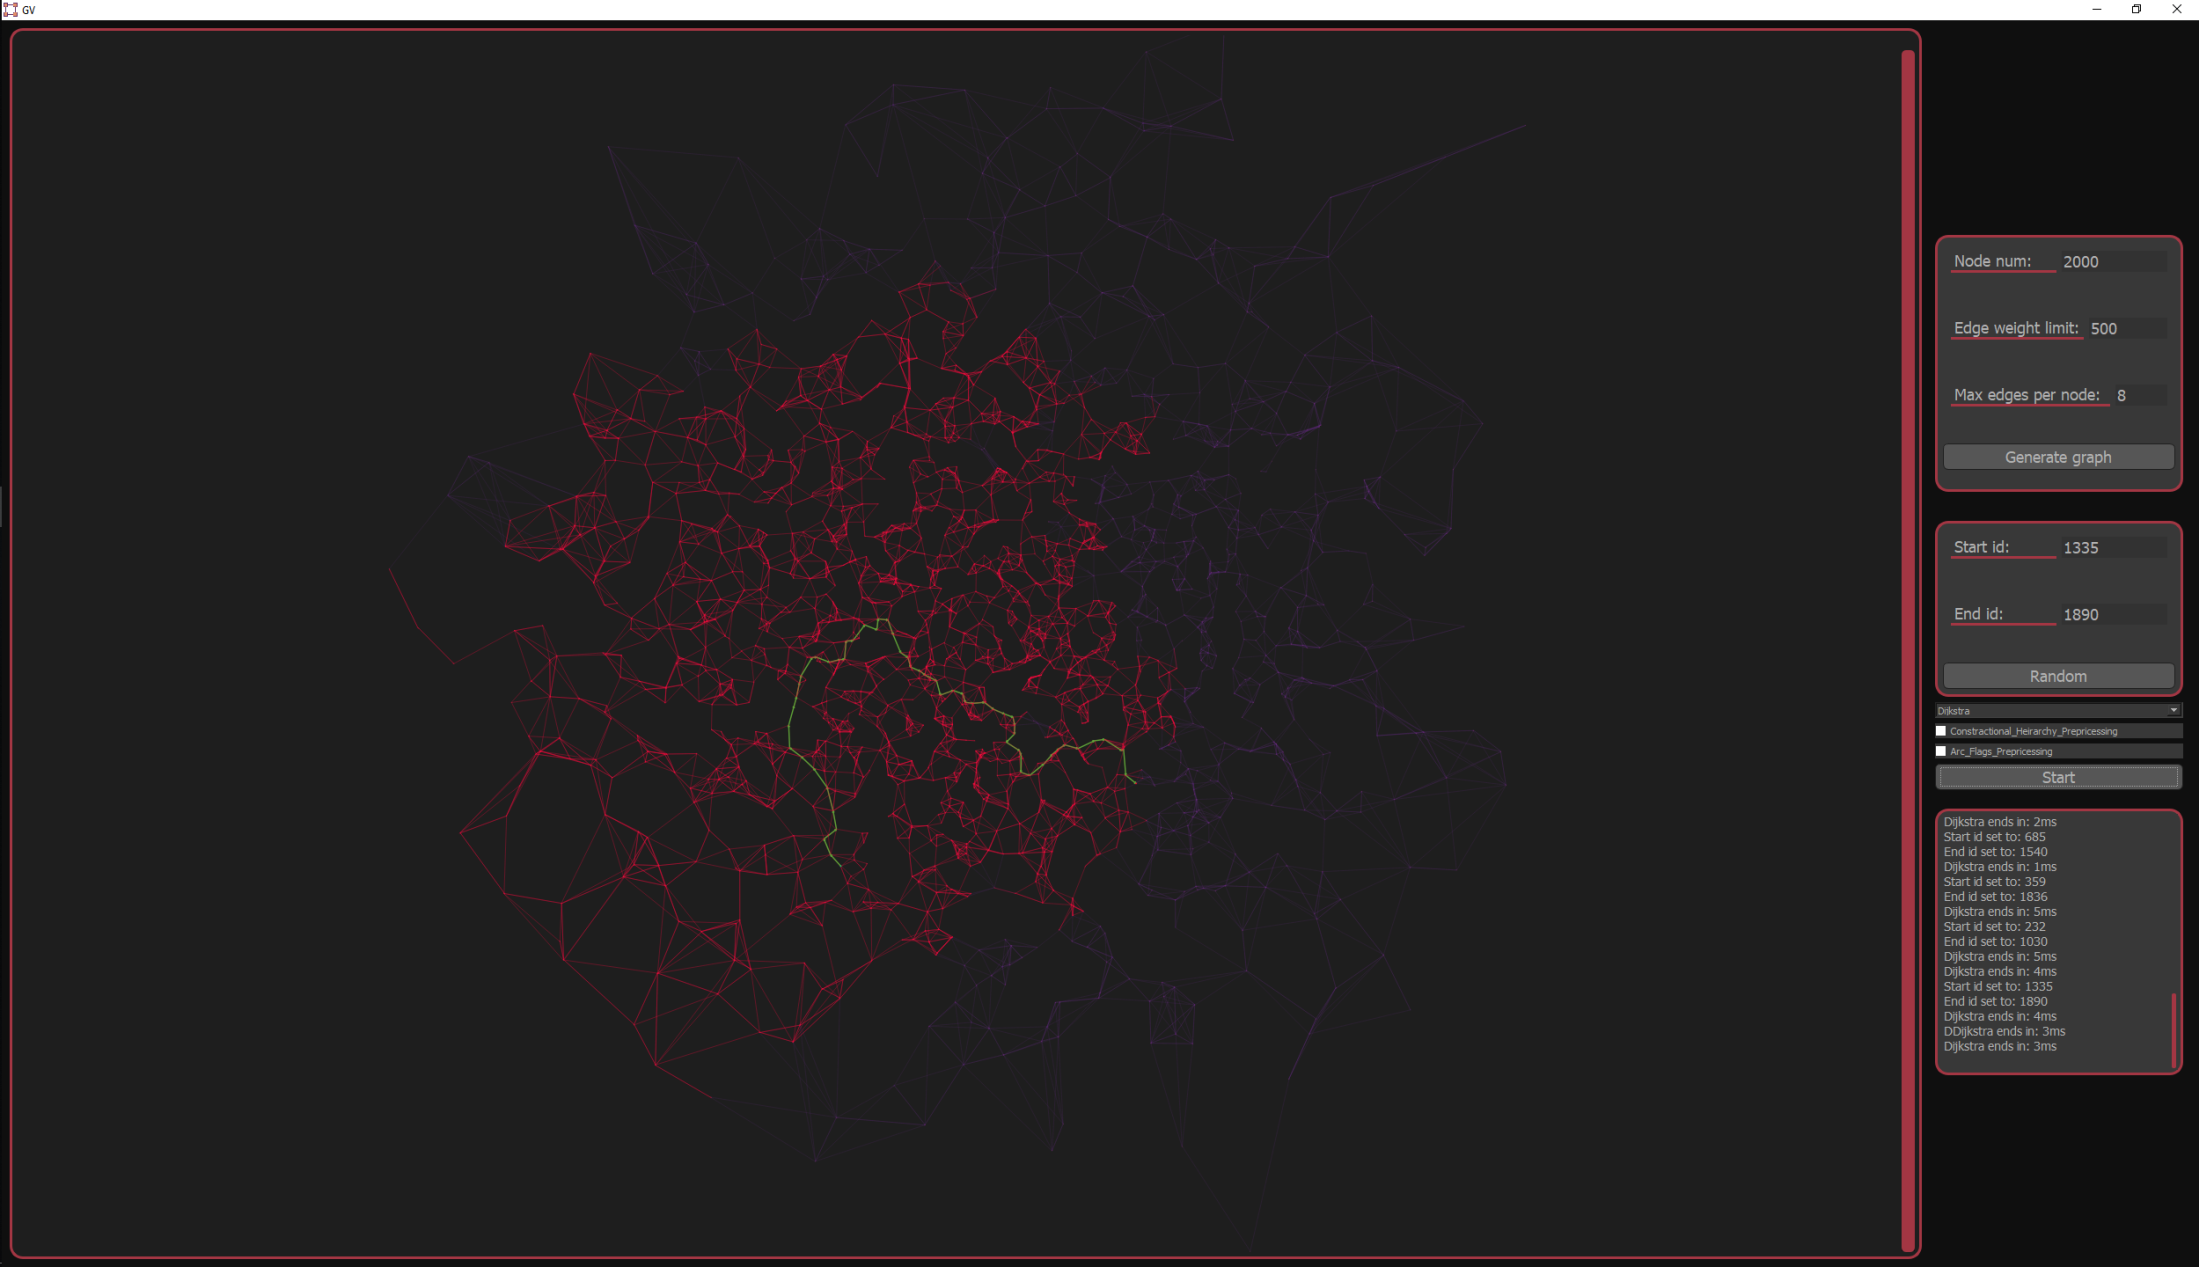 GV
Node num: 2000
Edge weight limit: 500
Max edges per node: 8
Generate graph
Start id: 1335
End id: 1890
Random
Dijkstra
Constractional_Heirarchy_Prepricessing
Arc_Flags_Prepricessing
Start
Dijkstra ends in: 2ms
Start id set to: 685
End id set to: 1540
Dijkstra ends in: 1ms
Start id set to: 359
End id set to: 1836
Dijkstra ends in: 5ms
Start id set to: 232
End id set to: 1030
Dijkstra ends in: 5ms
Dijkstra ends in: 4ms
Start id set to: 1335
End id set to: 1890
Dijkstra ends in: 4ms
DDijkstra ends in: 3ms
Dijkstra ends in: 3ms